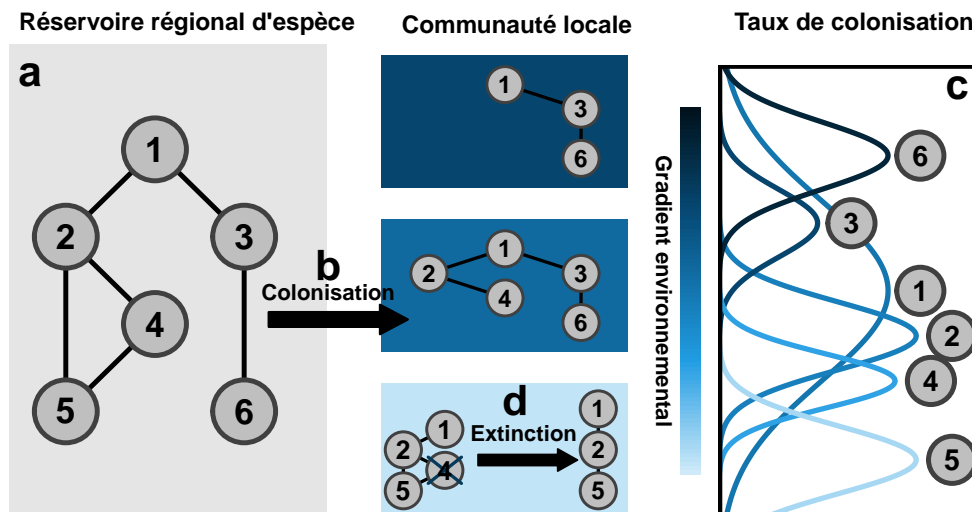 Réservoire régional d'espèce
Communauté locale
Taux de colonisation
a
1
2
3
4
5
6
b
Colonisation
1
3
6
1
2
3
4
6
d
Extinction
1
2
4
5
1
2
5
Gradient environnemental
c
6
3
1
2
4
5